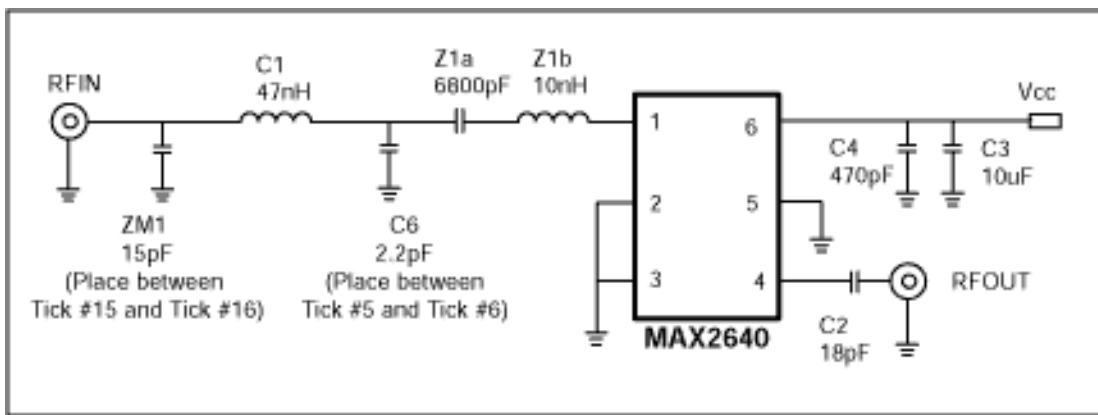 RFIN
C1
47nH
Z1a
6800pF
Z1b
10nH
Vcc
1
6
C4
470pF
C3
10uF
2
5
ZM1
15pF
(Place between
Tick #15 and Tick #16)
C6
2.2pF
(Place between
Tick #5 and Tick #6)
3
4
RFOUT
C2
18pF
MAX2640